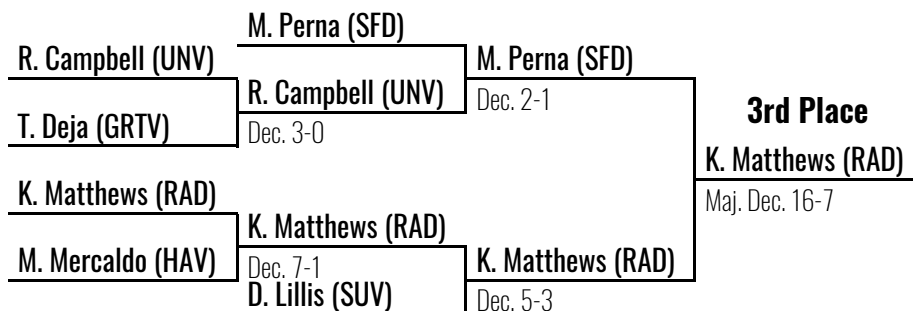 M. Perna (SFD)
R. Campbell (UNV)
M. Perna (SFD)
R. Campbell (UNV)
Dec. 2-1
T. Deja (GRTV)
Dec. 3-0
3rd Place
K. Matthews (RAD)
K. Matthews (RAD)
Maj. Dec. 16-7
K. Matthews (RAD)
M. Mercaldo (HAV)
Dec. 7-1
K. Matthews (RAD)
D. Lillis (SUV)
Dec. 5-3